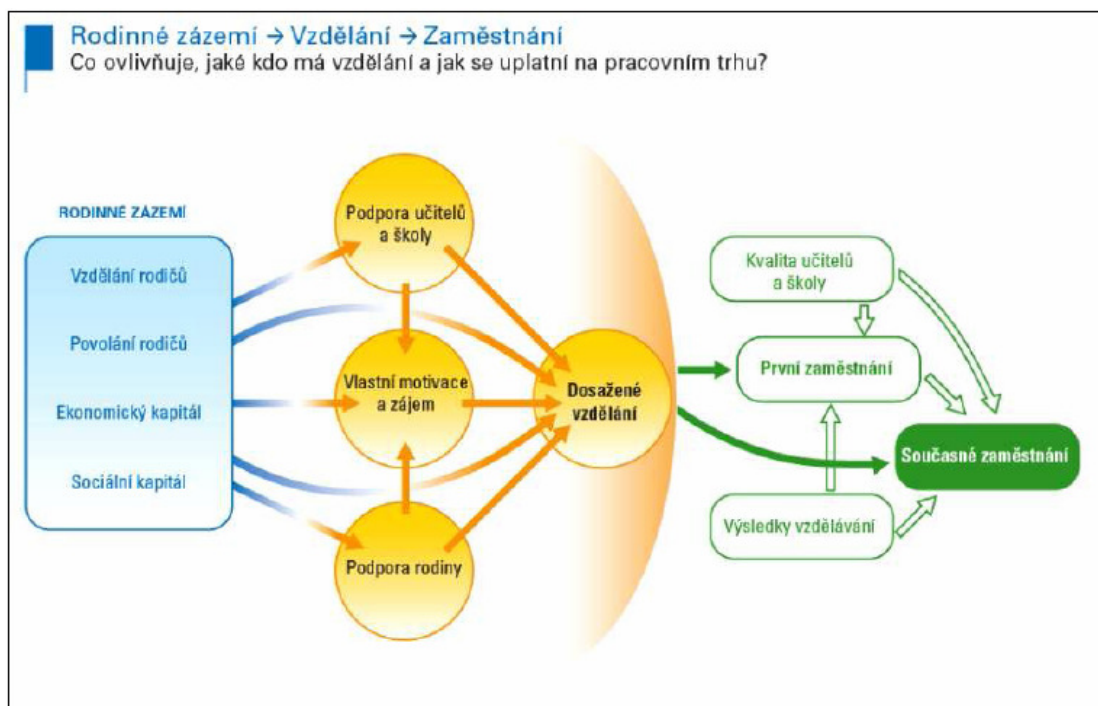 Rodinné zázemí → Vzdělání → Zaměstnání
Co ovlivňuje, jaké kdo má vzdělání a jak se uplatní na pracovním trhu?
RODINNÉ ZÁZEMÍ
Vzdělání rodičů
Povolání rodičů
Ekonomický kapitál
Sociální kapitál
Podpora učitelů
a školy
Vlastní motivace
a zájem
Podpora rodiny
Dosažené
vzdělání
Kvalita učitelů
a školy
První zaměstnání
Současné zaměstnání
Výsledky vzdělávání